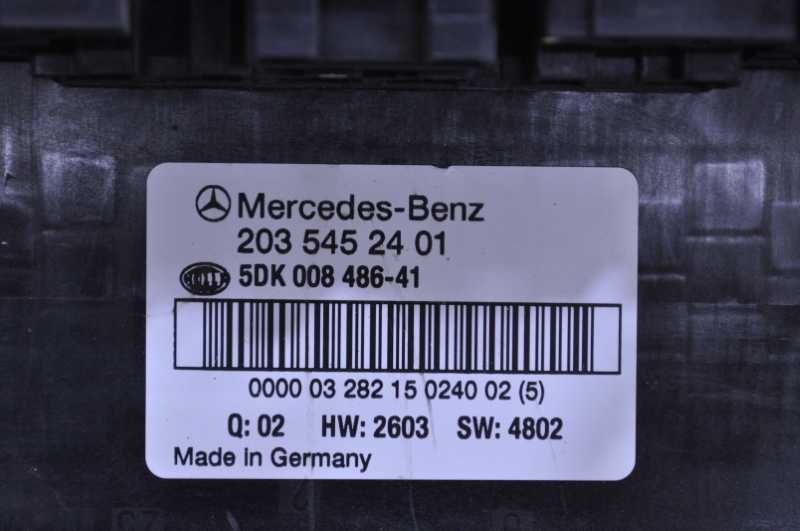 Mercedes-Benz
203 545 24 01
HELLA 5DK 008 486-41
0000 03 282 15 0240 02 (5)
Q: 02 HW: 2603 SW: 4802
Made in Germany